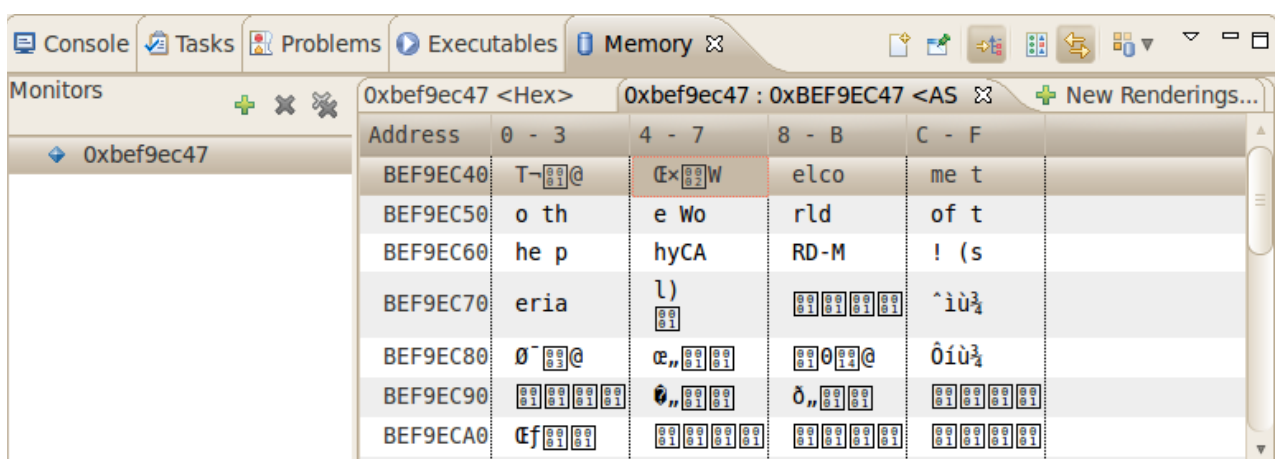 Console Tasks Problems Executables Memory
Monitors
0xbef9ec47 <Hex> 0xbef9ec47 : 0xBEF9EC47 <AS New Renderings...
0xbef9ec47
Address 0 - 3 4 - 7 8 - B C - F
BEF9EC40 T¬@ Œ×W elco me t
BEF9EC50 o th e Wo rld of t
BEF9EC60 he p hyCA RD-M ! (s
BEF9EC70 eria l) ˆìù¾
BEF9EC80 Ø¯@ œ„ 0@ Ôíù¾
BEF9EC90 �„ ð„
BEF9ECA0 Œƒ